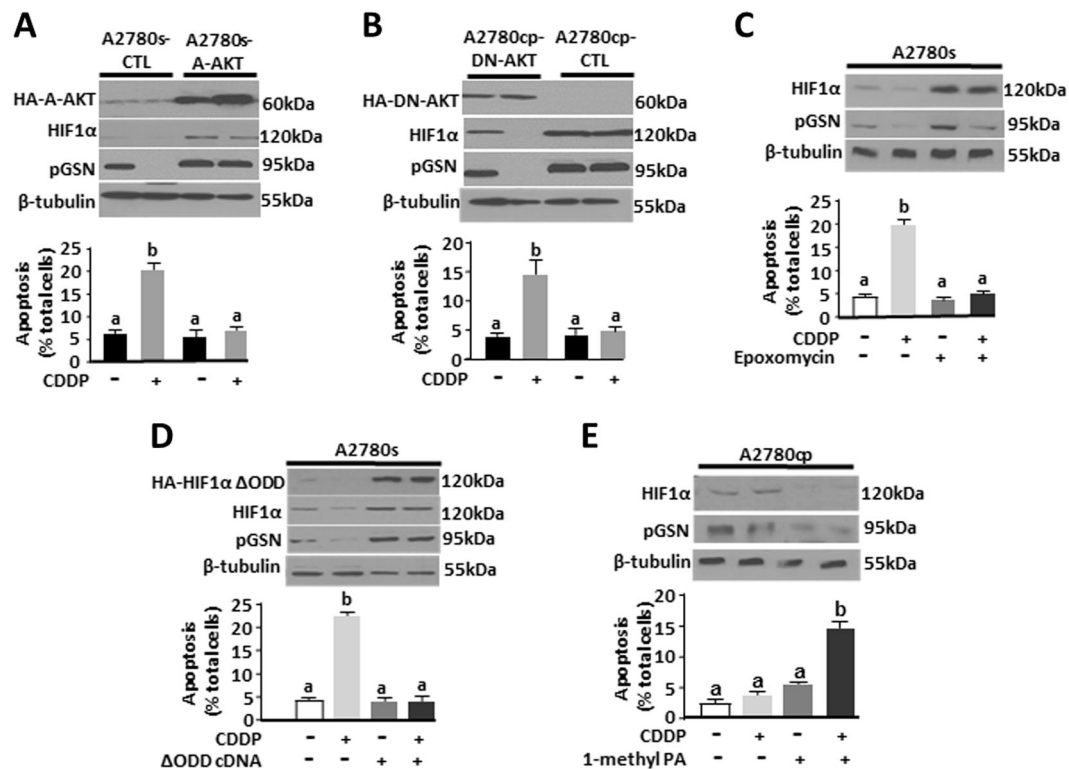 A
A2780s-CTL
A2780s-A-AKT
HA-A-AKT
60kDa
HIF1α
120kDa
pGSN
95kDa
β-tubulin
55kDa
Apoptosis
(% total cells)
25
20
15
10
5
0
a
b
a
a
CDDP
-
+
-
+
B
A2780cp-DN-AKT
A2780cp-CTL
HA-DN-AKT
60kDa
HIF1α
120kDa
pGSN
95kDa
β-tubulin
55kDa
Apoptosis
(% total cells)
20
15
10
5
0
a
b
a
a
CDDP
-
+
-
+
C
A2780s
HIF1α
120kDa
pGSN
95kDa
β-tubulin
55kDa
Apoptosis
(% total cells)
25
20
15
10
5
0
a
b
a
a
CDDP
- + - +
Epoxomycin
- - + +
D
A2780s
HA-HIF1α ΔODD
120kDa
HIF1α
120kDa
pGSN
95kDa
β-tubulin
55kDa
Apoptosis
(% total cells)
25
20
15
10
5
0
a
b
a
a
CDDP
- + - +
ΔODD cDNA
- - + +
E
A2780cp
HIF1α
120kDa
pGSN
95kDa
β-tubulin
55kDa
Apoptosis
(% total cells)
20
15
10
5
0
a
a
a
b
CDDP
- + - +
1-methyl PA
- - + +